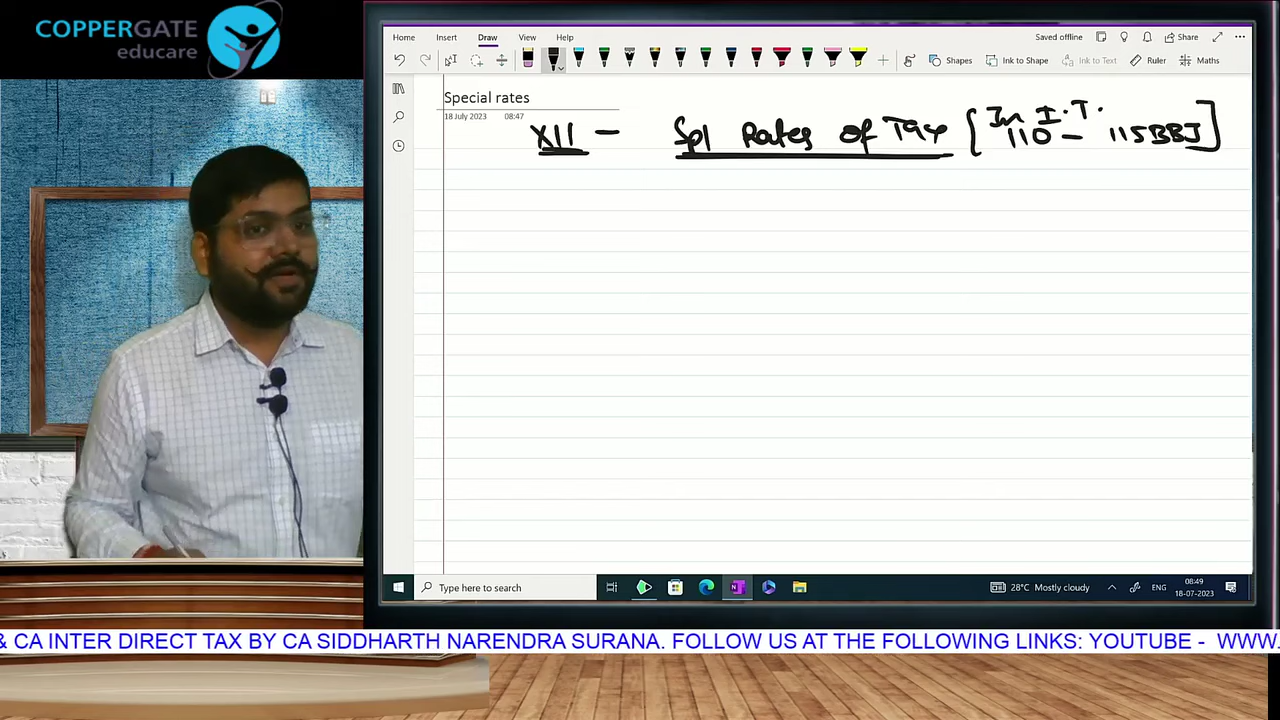 COPPERGATE
educare
Home Insert Draw View Help
Saved offline Share
Shapes Ink to Shape Ink to Text Ruler Maths
Special rates
18 July 2023 08:47
XII - Spl Rates of Tax [In I.T. 110 - 115BBJ]
Type here to search
28°C Mostly cloudy ENG 08:49 18-07-2023
& CA INTER DIRECT TAX BY CA SIDDHARTH NARENDRA SURANA. FOLLOW US AT THE FOLLOWING LINKS: YOUTUBE - WWW.